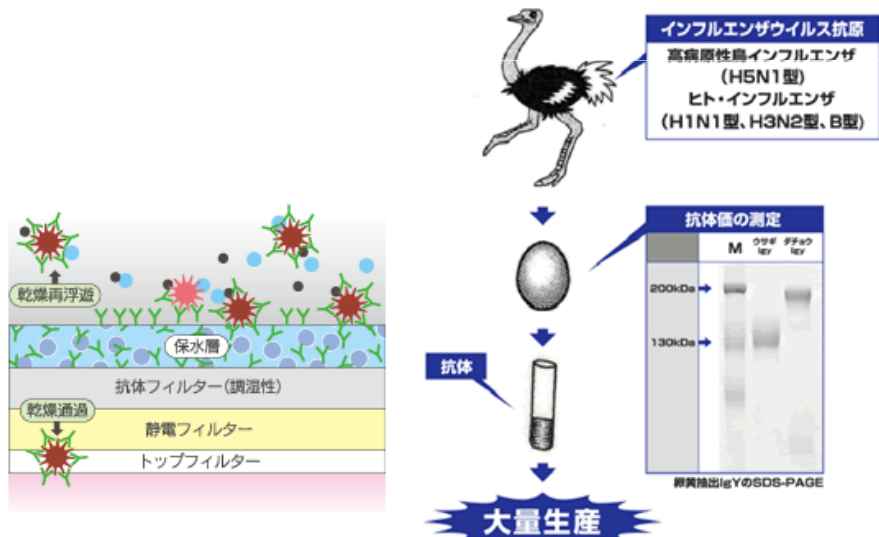 インフルエンザウイルス抗原
高病原性鳥インフルエンザ
(H5N1型)
ヒト・インフルエンザ
(H1N1型、H3N2型、B型)
乾燥再浮遊
保水層
抗体フィルター(調湿性)
乾燥通過
静電フィルター
トップフィルター
抗体価の測定
M
ウサギ
Igy
ダチョウ
Igy
200kDa
130kDa
卵黄抽出IgYのSDS-PAGE
抗体
大量生産